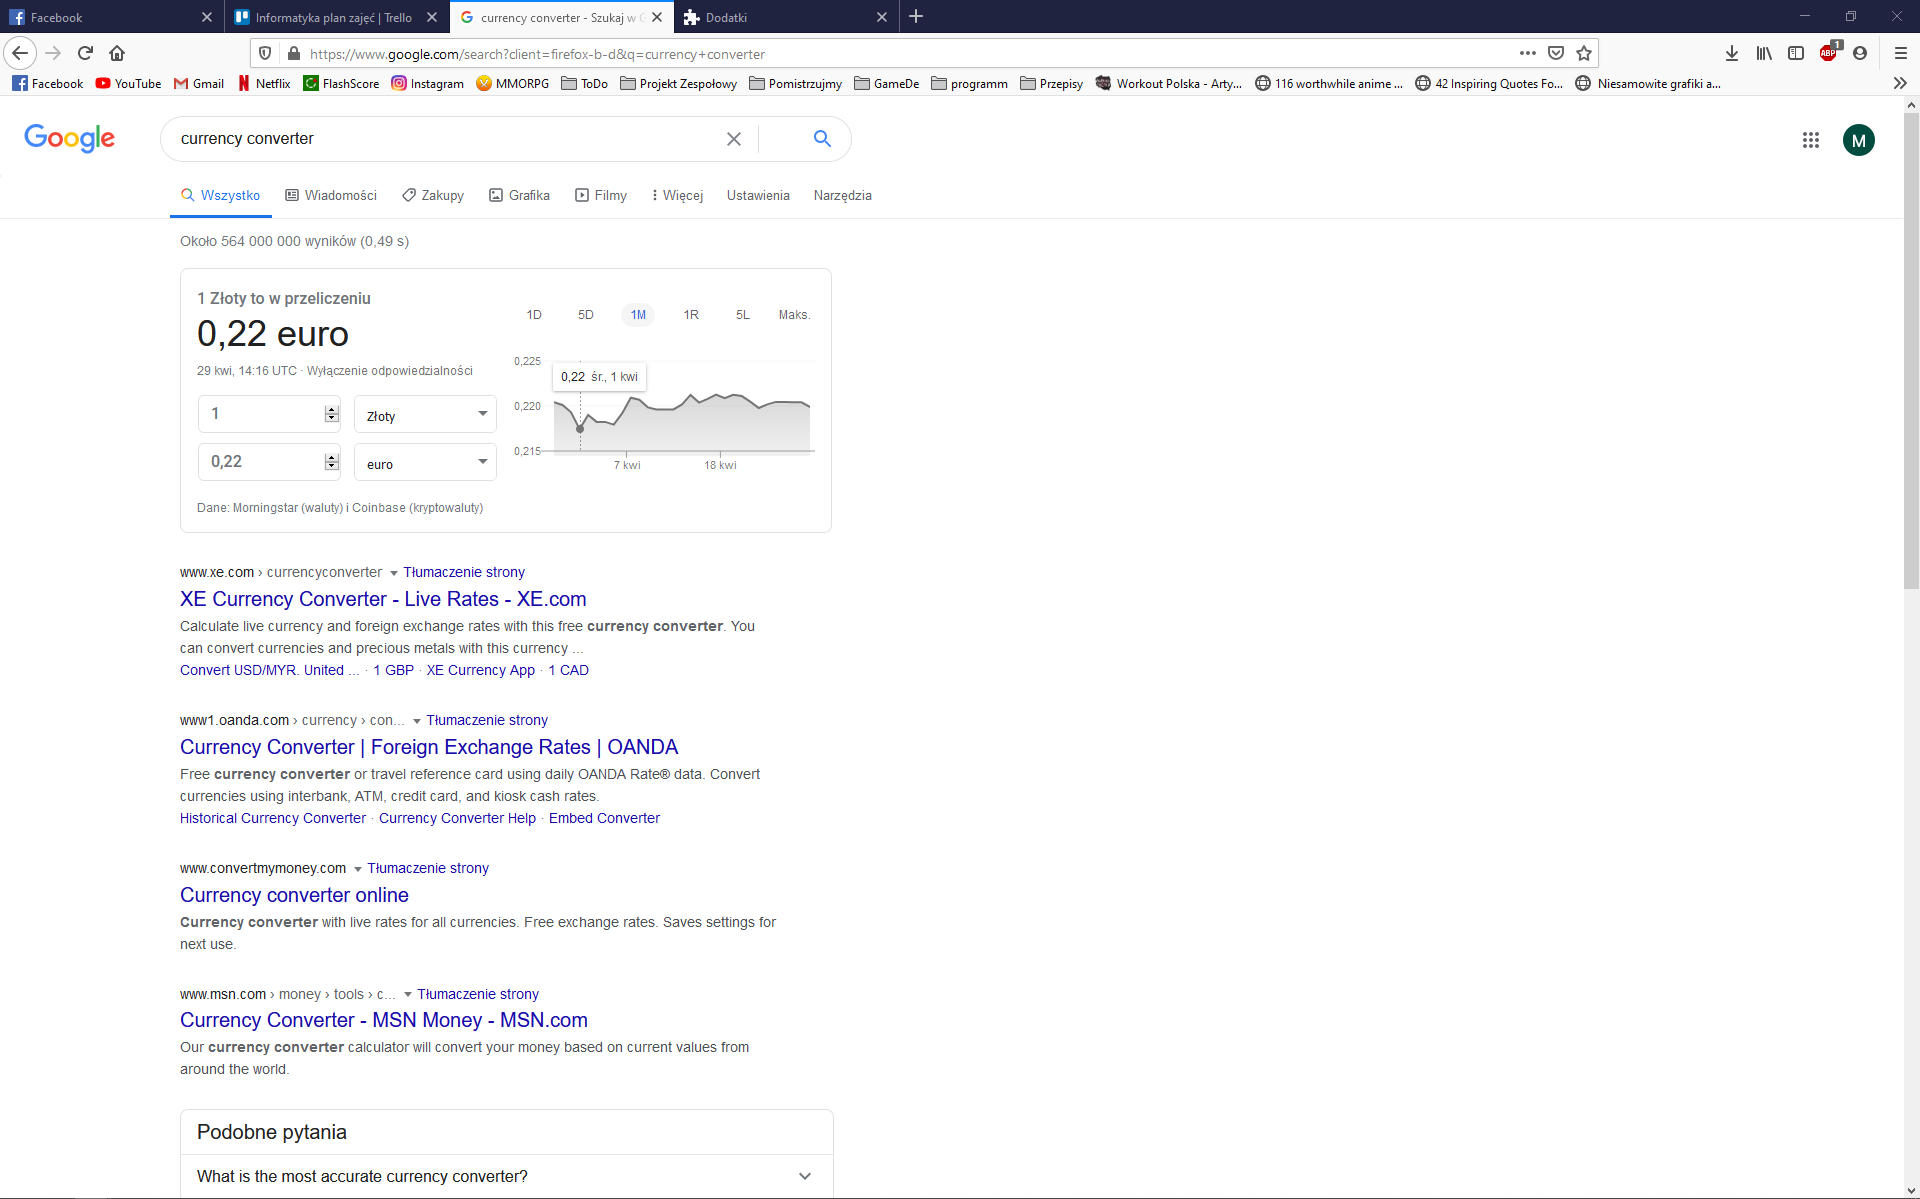 Facebook
Informatyka plan zajęć | Trello
currency converter - Szukaj w G
Dodatki
https://www.google.com/search?client=firefox-b-d&q=currency+converter
ABP
1
Facebook
YouTube
Gmail
Netflix
FlashScore
Instagram
MMORPG
ToDo
Projekt Zespołowy
Pomistrzujmy
GameDe
programm
Przepisy
Workout Polska - Arty...
116 worthwhile anime ...
42 Inspiring Quotes Fo...
Niesamowite grafiki a...
Google
currency converter
M
Wszystko
Wiadomości
Zakupy
Grafika
Filmy
Więcej
Ustawienia
Narzędzia
Około 564 000 000 wyników (0,49 s)
1 Złoty to w przeliczeniu
0,22 euro
29 kwi, 14:16 UTC · Wyłączenie odpowiedzialności
1
Złoty
0,22
euro
1D
5D
1M
1R
5L
Maks.
0,225
0,220
0,215
0,22 śr., 1 kwi
7 kwi
18 kwi
Dane: Morningstar (waluty) i Coinbase (kryptowaluty)
www.xe.com › currencyconverter Tłumaczenie strony
XE Currency Converter - Live Rates - XE.com
Calculate live currency and foreign exchange rates with this free currency converter. You
can convert currencies and precious metals with this currency ...
Convert USD/MYR. United ... · 1 GBP · XE Currency App · 1 CAD
www1.oanda.com › currency › con... Tłumaczenie strony
Currency Converter | Foreign Exchange Rates | OANDA
Free currency converter or travel reference card using daily OANDA Rate® data. Convert
currencies using interbank, ATM, credit card, and kiosk cash rates.
Historical Currency Converter · Currency Converter Help · Embed Converter
www.convertmymoney.com Tłumaczenie strony
Currency converter online
Currency converter with live rates for all currencies. Free exchange rates. Saves settings for
next use.
www.msn.com › money › tools › c... Tłumaczenie strony
Currency Converter - MSN Money - MSN.com
Our currency converter calculator will convert your money based on current values from
around the world.
Podobne pytania
What is the most accurate currency converter?